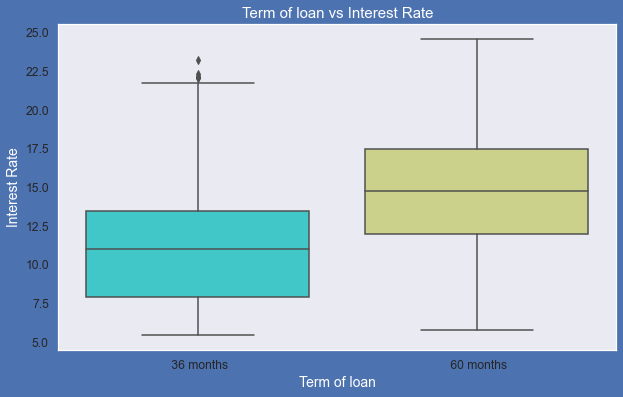 Term of loan vs Interest Rate
25.0
22.5
20.0
17.5
15.0
12.5
10.0
7.5
5.0
Interest Rate
36 months
60 months
Term of loan